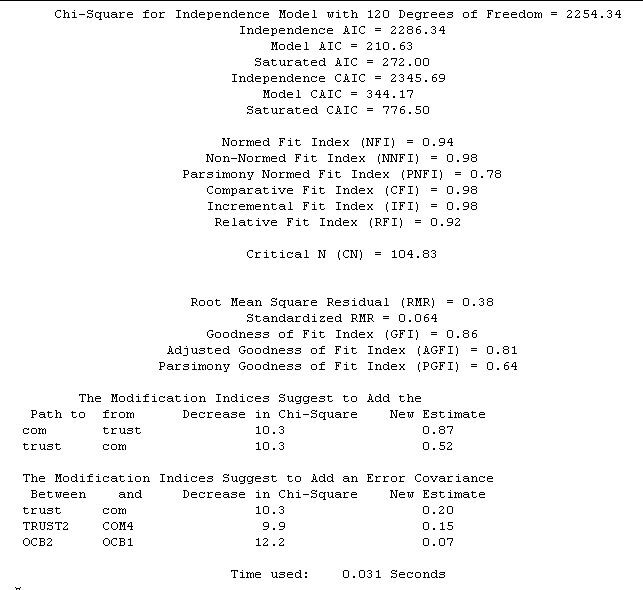 Chi-Square for Independence Model with 120 Degrees of Freedom = 2254.34
Independence AIC = 2286.34
Model AIC = 210.63
Saturated AIC = 272.00
Independence CAIC = 2345.69
Model CAIC = 344.17
Saturated CAIC = 776.50
Normed Fit Index (NFI) = 0.94
Non-Normed Fit Index (NNFI) = 0.98
Parsimony Normed Fit Index (PNFI) = 0.78
Comparative Fit Index (CFI) = 0.98
Incremental Fit Index (IFI) = 0.98
Relative Fit Index (RFI) = 0.92
Critical N (CN) = 104.83
Root Mean Square Residual (RMR) = 0.38
Standardized RMR = 0.064
Goodness of Fit Index (GFI) = 0.86
Adjusted Goodness of Fit Index (AGFI) = 0.81
Parsimony Goodness of Fit Index (PGFI) = 0.64
The Modification Indices Suggest to Add the
Path to from Decrease in Chi-Square New Estimate
com trust 10.3 0.87
trust com 10.3 0.52
The Modification Indices Suggest to Add an Error Covariance
Between and Decrease in Chi-Square New Estimate
trust com 10.3 0.20
TRUST2 COM4 9.9 0.15
OCB2 OCB1 12.2 0.07
Time used: 0.031 Seconds